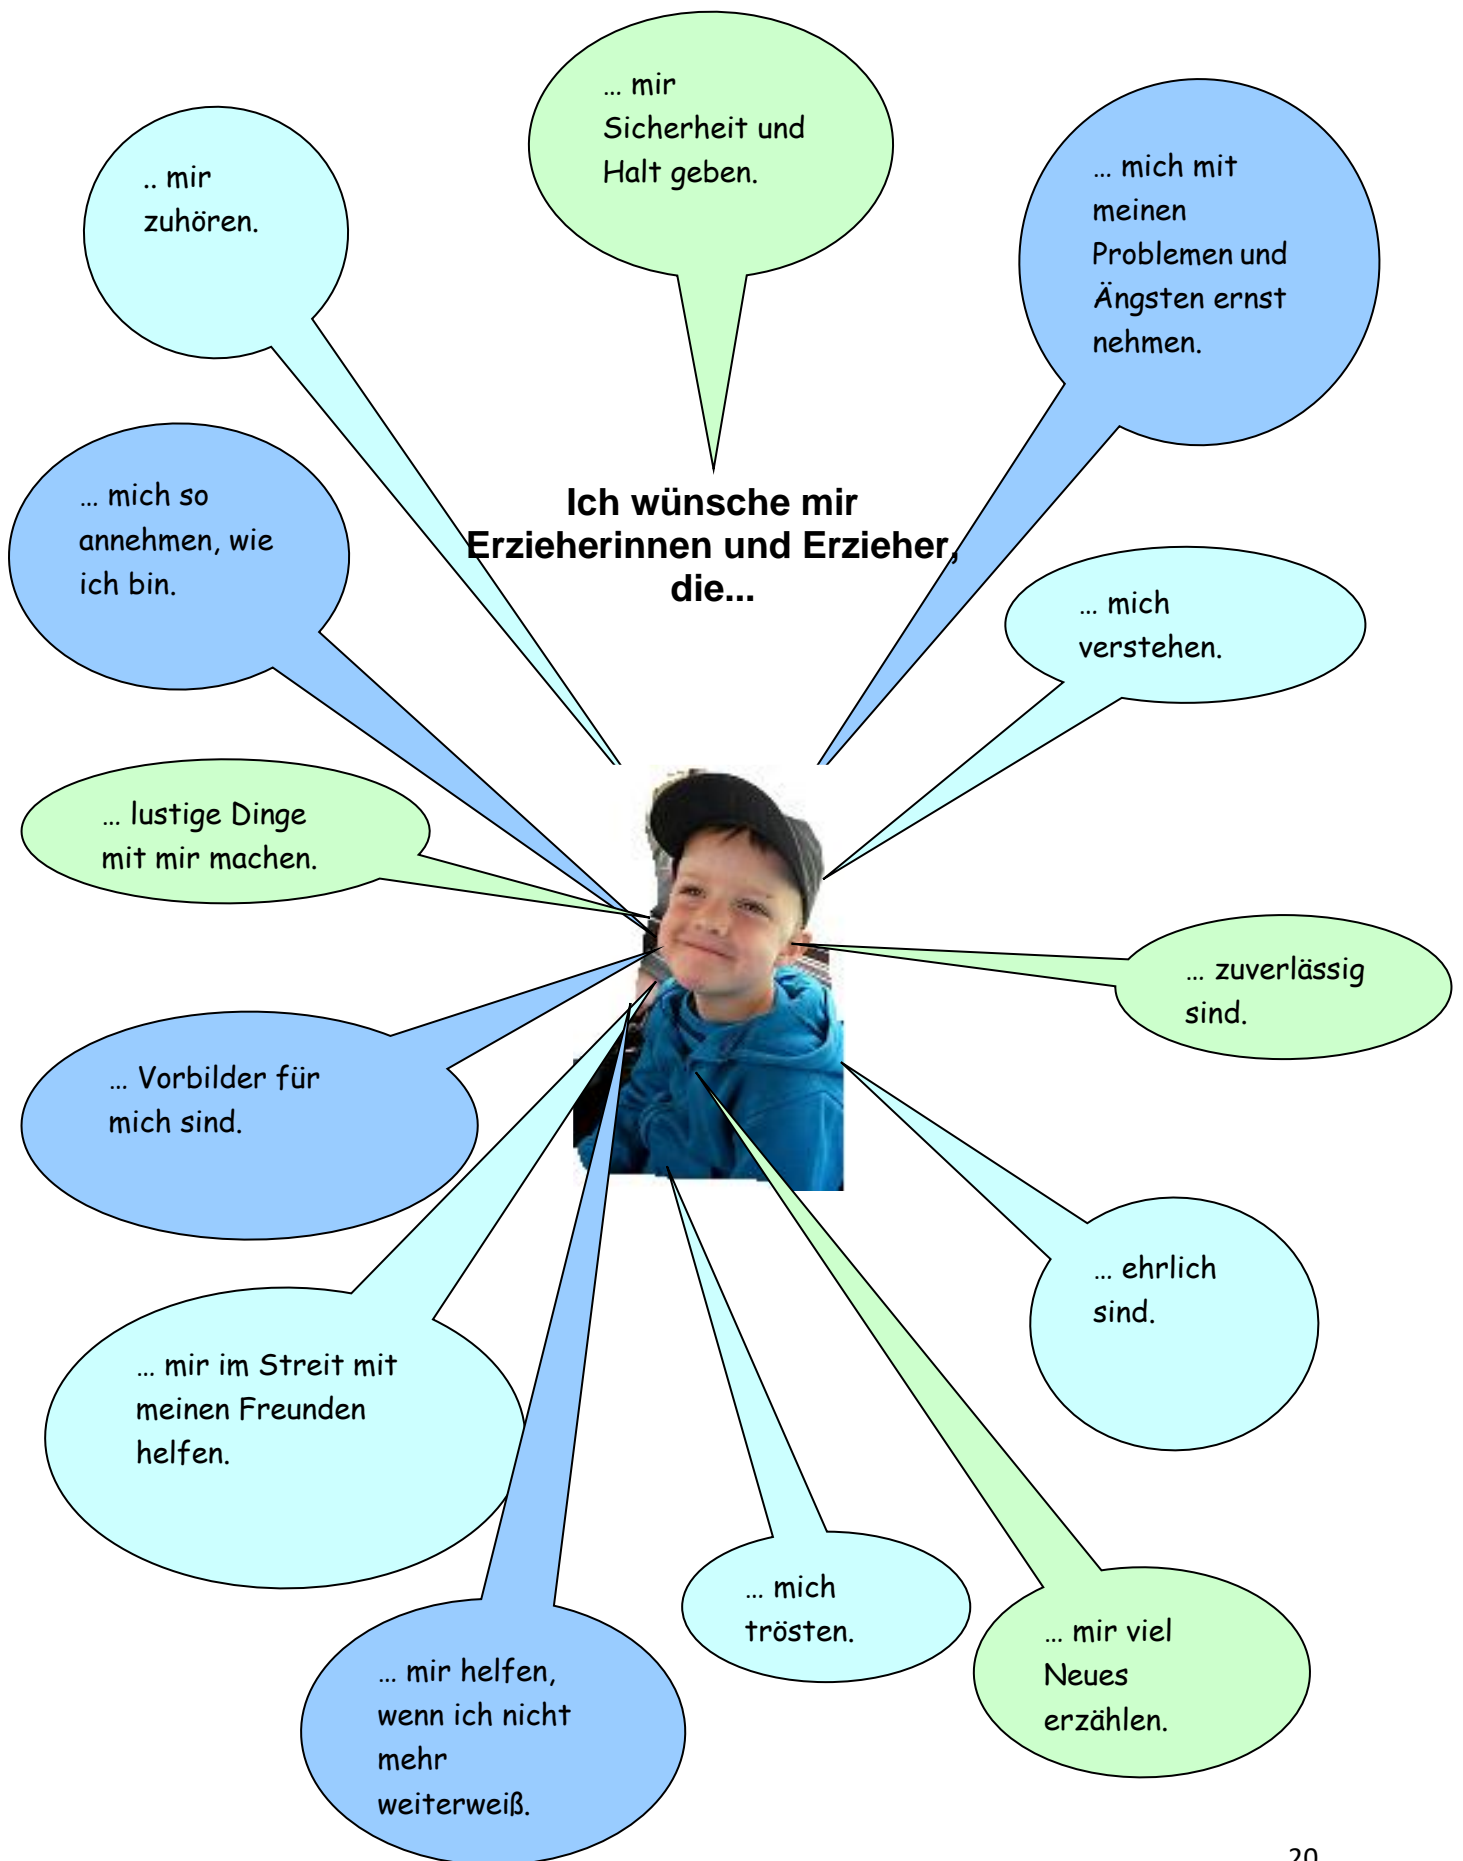 … mir
Sicherheit und
Halt geben.
.. mir
zuhören.
… mich mit
meinen
Problemen und
Ängsten ernst
nehmen.
… mich so
annehmen, wie
ich bin.
Ich wünsche mir
Erzieherinnen und Erzieher,
die...
… mich
verstehen.
… lustige Dinge
mit mir machen.
… zuverlässig
sind.
… Vorbilder für
mich sind.
… ehrlich
sind.
… mir im Streit mit
meinen Freunden
helfen.
… mich
trösten.
… mir viel
Neues
erzählen.
… mir helfen,
wenn ich nicht
mehr
weiterweiß.
20